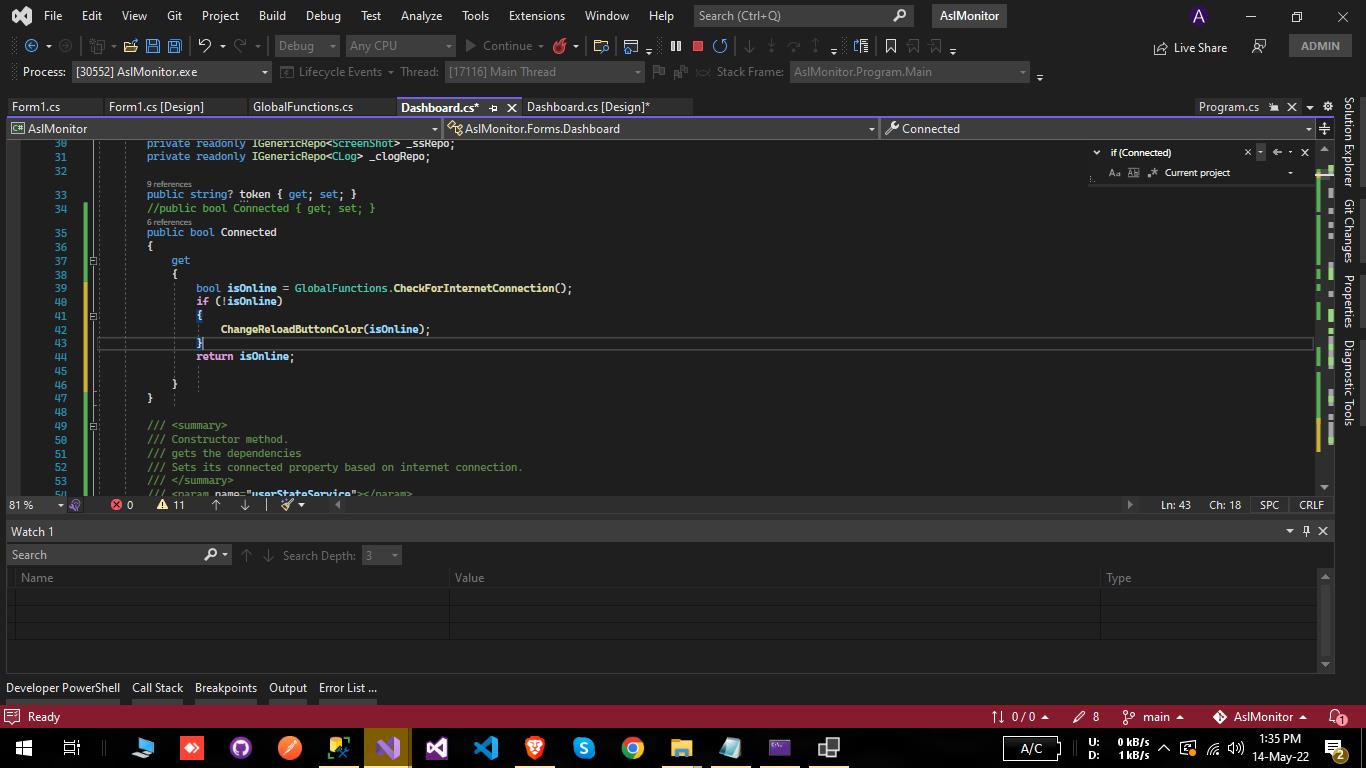 File Edit View Git Project Build Debug Test Analyze Tools Extensions Window Help Search (Ctrl+Q) AslMonitor A
Debug Any CPU Continue Live Share ADMIN
Process: [30552] AslMonitor.exe Lifecycle Events Thread: [17116] Main Thread Stack Frame: AslMonitor.Program.Main
Form1.cs Form1.cs [Design] GlobalFunctions.cs Dashboard.cs* Dashboard.cs [Design]* Program.cs
C# AslMonitor AslMonitor.Forms.Dashboard Connected
30 private readonly IGenericRepo<ScreenShot> _ssRepo;
31 private readonly IGenericRepo<CLog> _clogRepo;
32
9 references
33 public string? token { get; set; }
34 //public bool Connected { get; set; }
6 references
35 public bool Connected
36 {
37 get
38 {
39 bool isOnline = GlobalFunctions.CheckForInternetConnection();
40 if (!isOnline)
41 {
42 ChangeReloadButtonColor(isOnline);
43 }
44 return isOnline;
45
46 }
47 }
48
49 /// <summary>
50 /// Constructor method.
51 /// gets the dependencies
52 /// Sets its connected property based on internet connection.
53 /// </summary>
54 /// <param name="userStateService"></param>
if (Connected)
Aa Current project
Solution Explorer
Git Changes
Properties
Diagnostic Tools
81 % 0 11 Ln: 43 Ch: 18 SPC CRLF
Watch 1
Search Search Depth: 3
Name Value Type
Developer PowerShell Call Stack Breakpoints Output Error List ...
Ready 0 / 0 8 main AslMonitor 1
A/C U: 0 kB/s D: 1 kB/s 1:35 PM 14-May-22 2